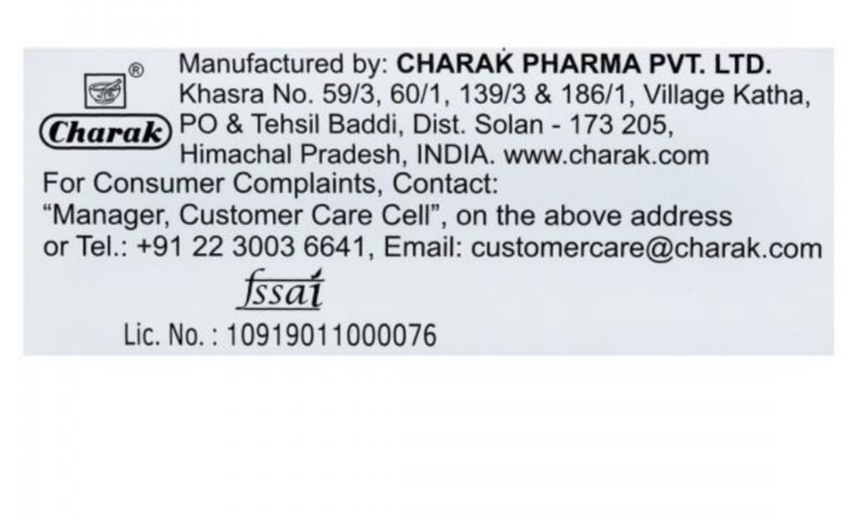 Manufactured by: CHARAK PHARMA PVT. LTD.
Khasra No. 59/3, 60/1, 139/3 & 186/1, Village Katha,
Charak® PO & Tehsil Baddi, Dist. Solan - 173 205,
Himachal Pradesh, INDIA. www.charak.com
For Consumer Complaints, Contact:
“Manager, Customer Care Cell”, on the above address
or Tel.: +91 22 3003 6641, Email: customercare@charak.com
fssai
Lic. No. : 10919011000076